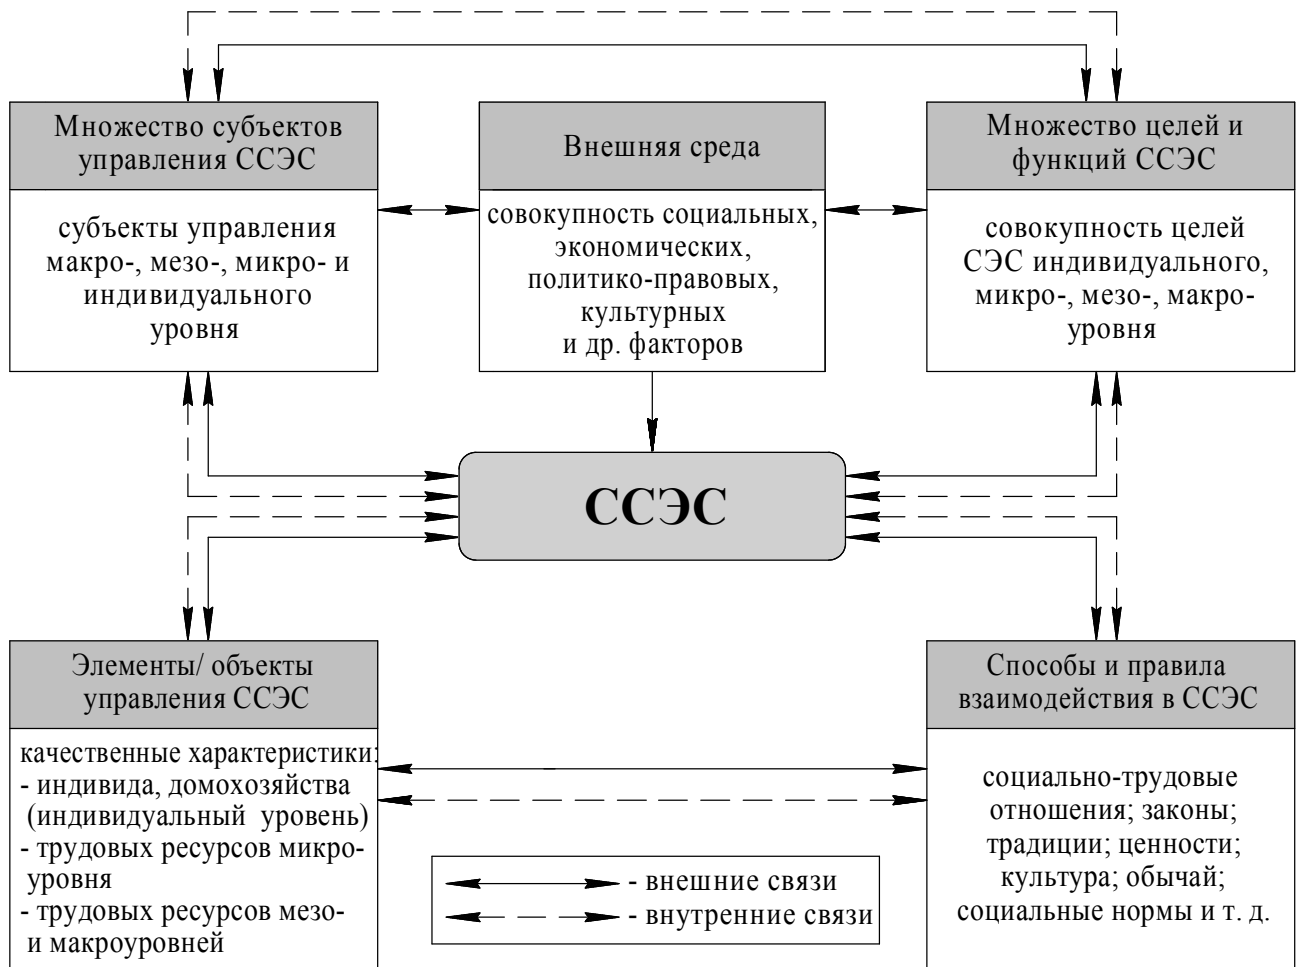 Множество субъектов
управления ССЭС
субъекты управления
макро-, мезо-, микро- и
индивидуального
уровня
Внешняя среда
совокупность социальных,
экономических,
политико-правовых,
культурных
и др. факторов
Множество целей и
функций ССЭС
совокупность целей
СЭС индивидуального,
микро-, мезо-, макро-
уровня
ССЭС
Элементы/ объекты
управления ССЭС
качественные характеристики:
- индивида, домохозяйства
(индивидуальный уровень)
- трудовых ресурсов микро-
уровня
- трудовых ресурсов мезо-
и макроуровней
Способы и правила
взаимодействия в ССЭС
социально-трудовые
отношения; законы;
традиции; ценности;
культура; обычай;
социальные нормы и т. д.
- внешние связи
- внутренние связи